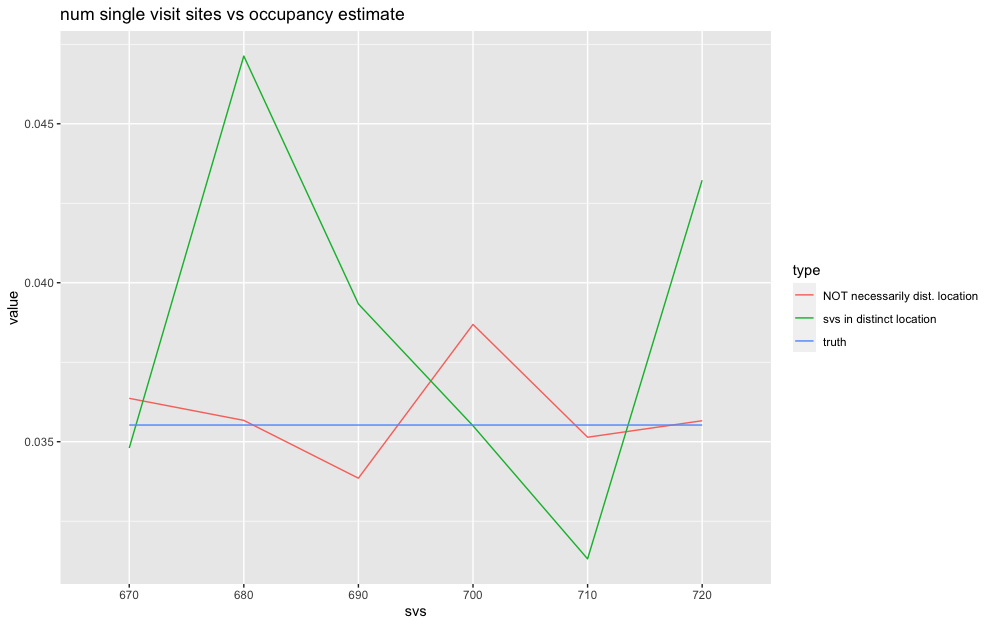 num single visit sites vs occupancy estimate
value
0.045
0.040
0.035
670 680 690 700 710 720
svs
type
NOT necessarily dist. location
svs in distinct location
truth